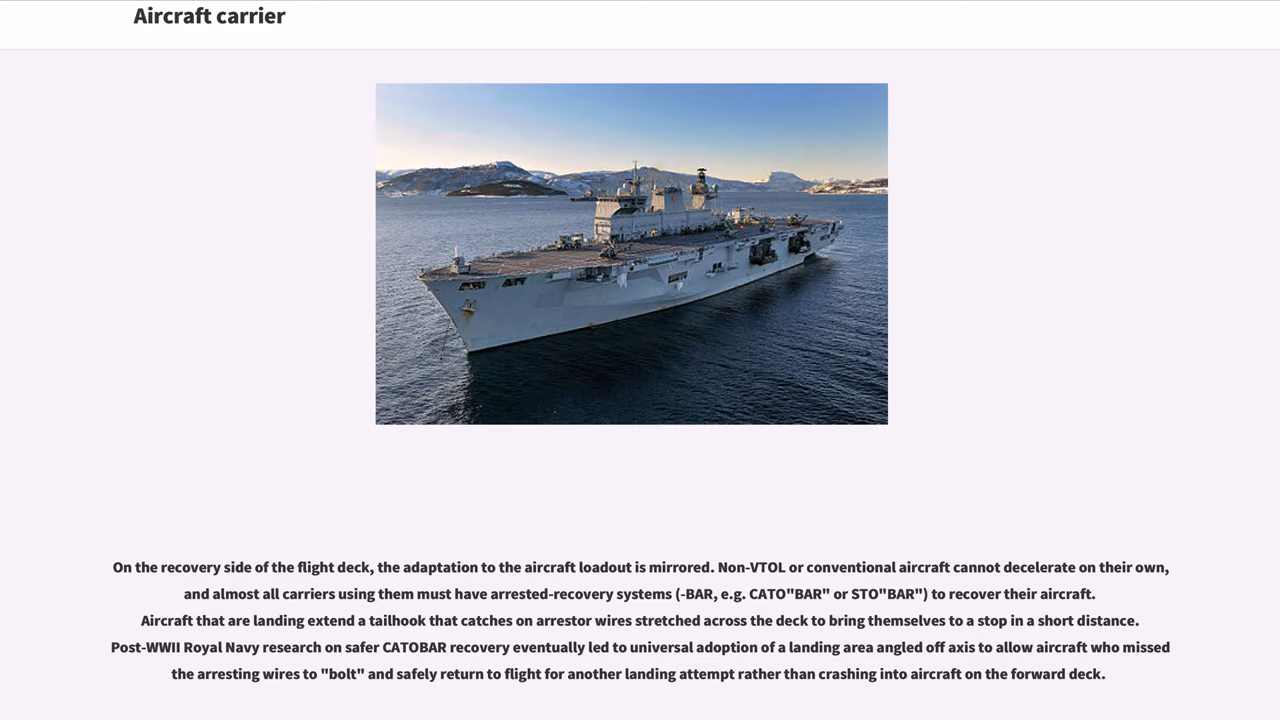 Aircraft carrier
On the recovery side of the flight deck, the adaptation to the aircraft loadout is mirrored. Non-VTOL or conventional aircraft cannot decelerate on their own,
and almost all carriers using them must have arrested-recovery systems (-BAR, e.g. CATO"BAR" or STO"BAR") to recover their aircraft.
Aircraft that are landing extend a tailhook that catches on arrestor wires stretched across the deck to bring themselves to a stop in a short distance.
Post-WWII Royal Navy research on safer CATOBAR recovery eventually led to universal adoption of a landing area angled off axis to allow aircraft who missed
the arresting wires to "bolt" and safely return to flight for another landing attempt rather than crashing into aircraft on the forward deck.